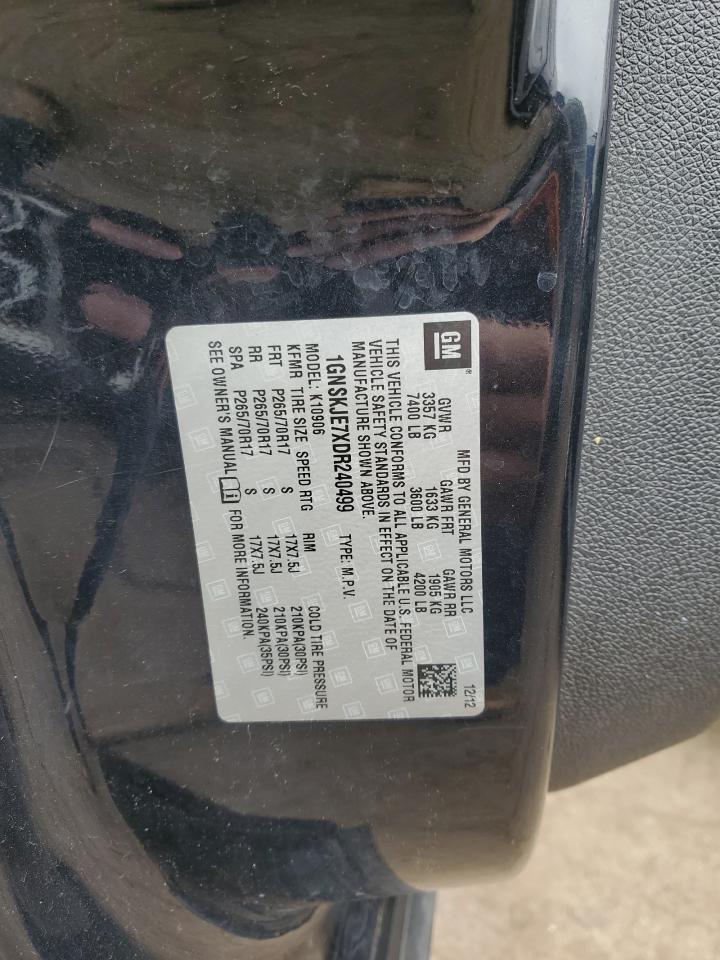 GM
®
MFD BY GENERAL MOTORS LLC 12/12
GVWR GAWR FRT GAWR RR
3357 KG 1633 KG 1905 KG
7400 LB 3600 LB 4200 LB
THIS VEHICLE CONFORMS TO ALL APPLICABLE U.S. FEDERAL MOTOR
VEHICLE SAFETY STANDARDS IN EFFECT ON THE DATE OF
MANUFACTURE SHOWN ABOVE.
1GNSKJE7XDR240499 TYPE: M.P.V.
MODEL: K10906
KFMR TIRE SIZE SPEED RTG RIM COLD TIRE PRESSURE
FRT P265/70R17 S 17X7.5J 210KPA(30PSI)
RR P265/70R17 S 17X7.5J 210KPA(30PSI)
SPA P265/70R17 S 17X7.5J 240KPA(35PSI)
SEE OWNER'S MANUAL i FOR MORE INFORMATION.